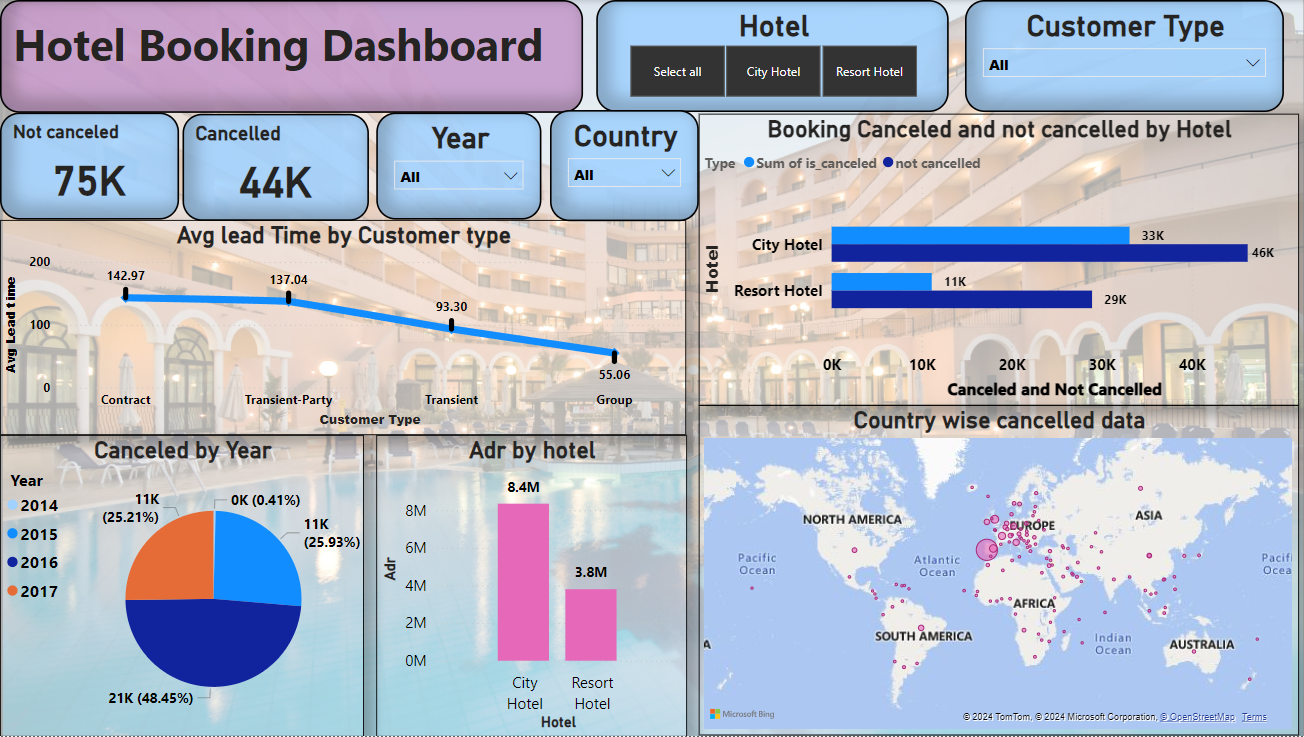 Hotel Booking Dashboard
Hotel
Select all
City Hotel
Resort Hotel
Customer Type
All
Not canceled
75K
Cancelled
44K
Year
All
Country
All
Avg lead Time by Customer type
Avg Lead time
200
100
0
142.97
137.04
93.30
55.06
Contract
Transient-Party
Transient
Group
Customer Type
Booking Canceled and not cancelled by Hotel
Type
Sum of is_canceled
not cancelled
Hotel
City Hotel
33K
46K
Resort Hotel
11K
29K
0K
10K
20K
30K
40K
Canceled and Not Cancelled
Canceled by Year
Year
2014
2015
2016
2017
11K
(25.21%)
0K (0.41%)
11K
(25.93%)
21K (48.45%)
Adr by hotel
Adr
8M
6M
4M
2M
0M
8.4M
3.8M
City
Hotel
Resort
Hotel
Hotel
Country wise cancelled data
NORTH AMERICA
EUROPE
ASIA
Pacific
Ocean
Atlantic
Ocean
Pacifi
Ocea
AFRICA
SOUTH AMERICA
Indian
Ocean
AUSTRALIA
A
Microsoft Bing
© 2024 TomTom, © 2024 Microsoft Corporation, © OpenStreetMap Terms